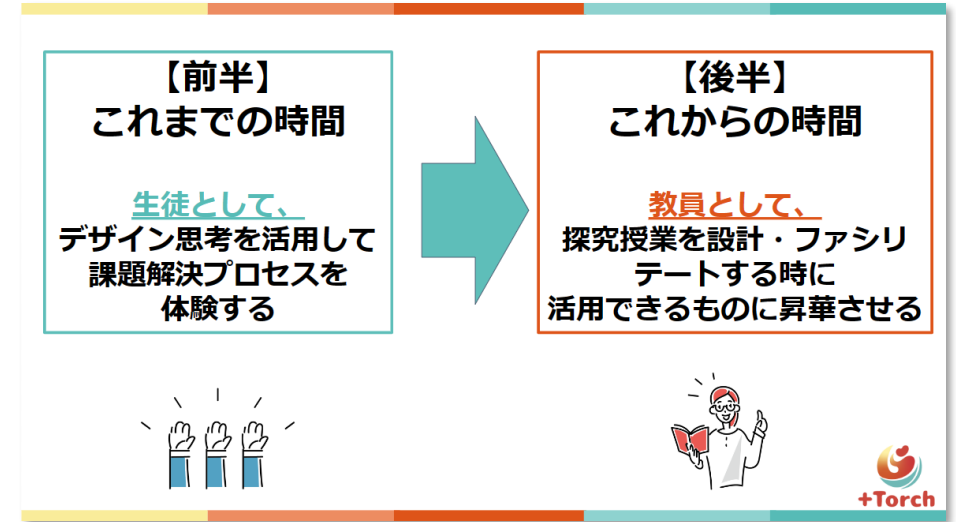 【前半】
これまでの時間
生徒として、
デザイン思考を活用して
課題解決プロセスを
体験する
【後半】
これからの時間
教員として、
探究授業を設計・ファシリ
テートする時に
活用できるものに昇華させる
+Torch